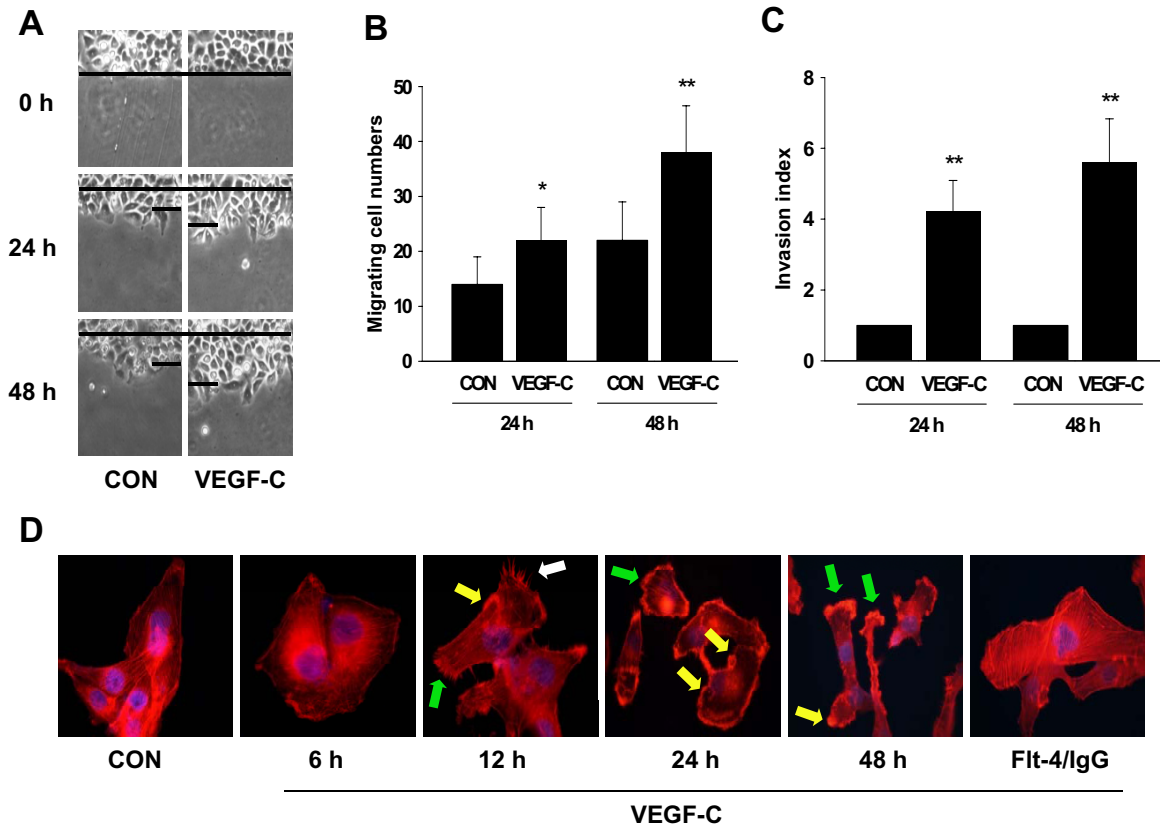 A
0 h
24 h
48 h
CON VEGF-C
B
Migrating cell numbers
50
40
30
20
10
0
*
**
CON VEGF-C CON VEGF-C
24 h 48 h
C
Invasion index
8
6
4
2
0
**
**
CON VEGF-C CON VEGF-C
24 h 48 h
D
CON 6 h 12 h 24 h 48 h Flt-4/IgG
VEGF-C